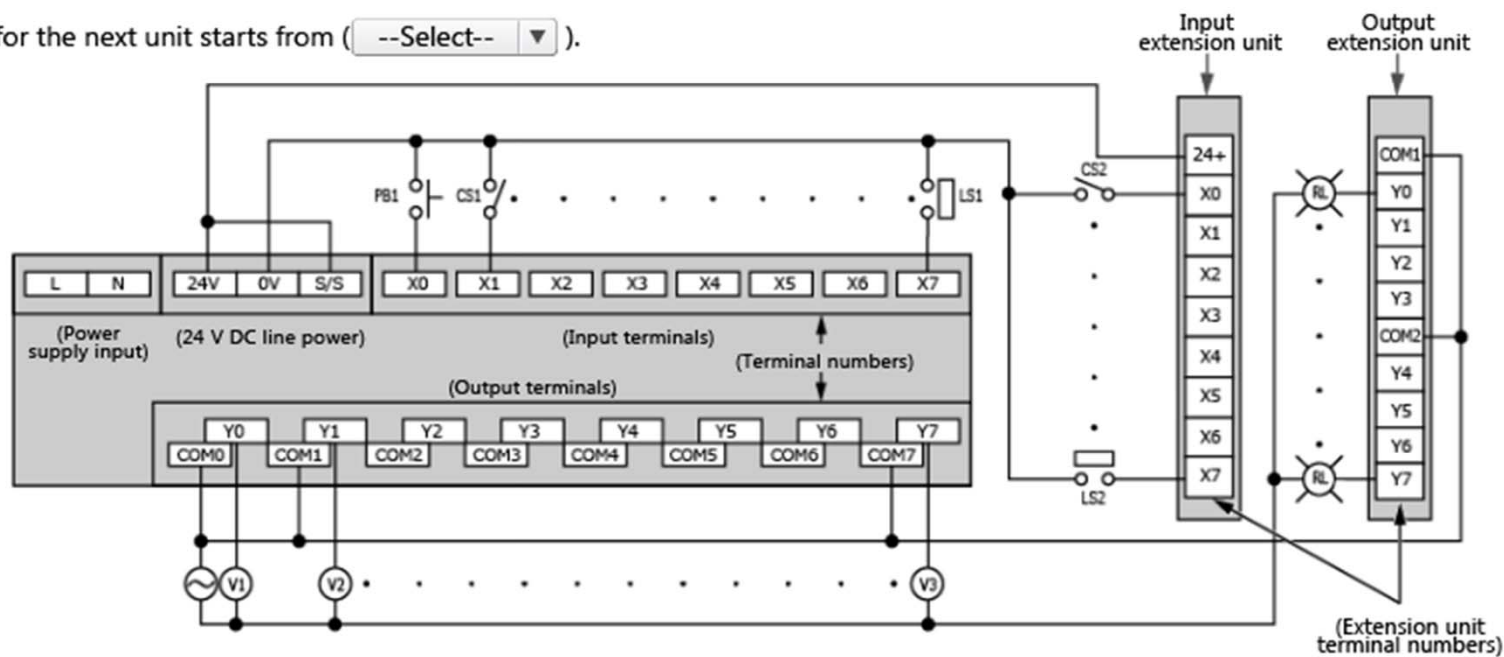 for the next unit starts from ( --Select-- ▼ ).
Input
extension unit
Output
extension unit
24+
COM1
CS2
PB1
CS1
LS1
X0
RL
Y0
X1
Y1
X2
Y2
X3
Y3
COM2
X4
Y4
X5
Y5
X6
Y6
X7
LS2
RL
Y7
L
N
24V
0V
S/S
X0
X1
X2
X3
X4
X5
X6
X7
(Power
supply input)
(24 V DC line power)
(Input terminals)
(Terminal numbers)
(Output terminals)
Y0
Y1
Y2
Y3
Y4
Y5
Y6
Y7
COM0
COM1
COM2
COM3
COM4
COM5
COM6
COM7
V1
V2
V3
(Extension unit
terminal numbers)